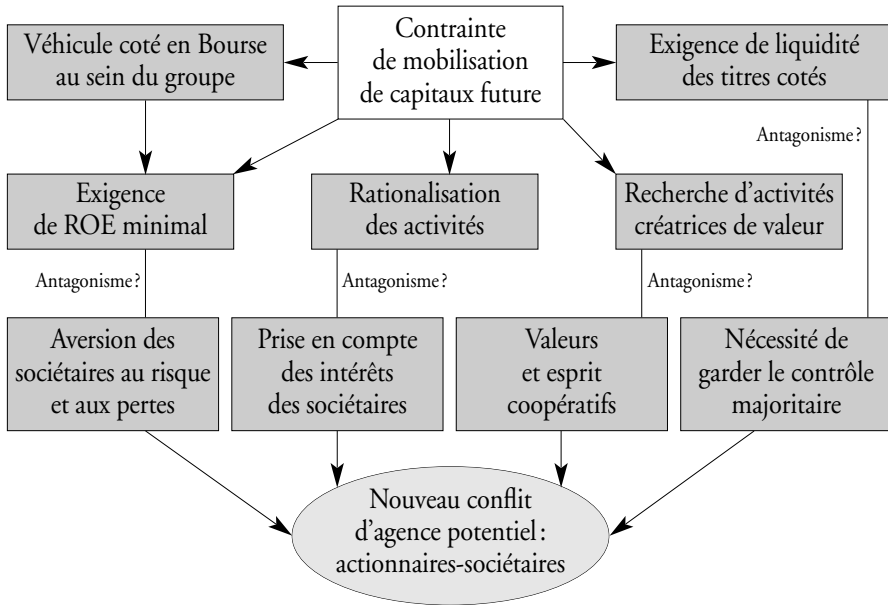 Véhicule coté en Bourse
au sein du groupe
Contrainte
de mobilisation
de capitaux future
Exigence de liquidité
des titres cotés
Antagonisme ?
Exigence
de ROE minimal
Rationalisation
des activités
Recherche d'activités
créatrices de valeur
Antagonisme ?
Antagonisme ?
Antagonisme ?
Aversion des
sociétaires au risque
et aux pertes
Prise en compte
des intérêts
des sociétaires
Valeurs
et esprit
coopératifs
Nécessité de
garder le contrôle
majoritaire
Nouveau conflit
d'agence potentiel :
actionnaires-sociétaires